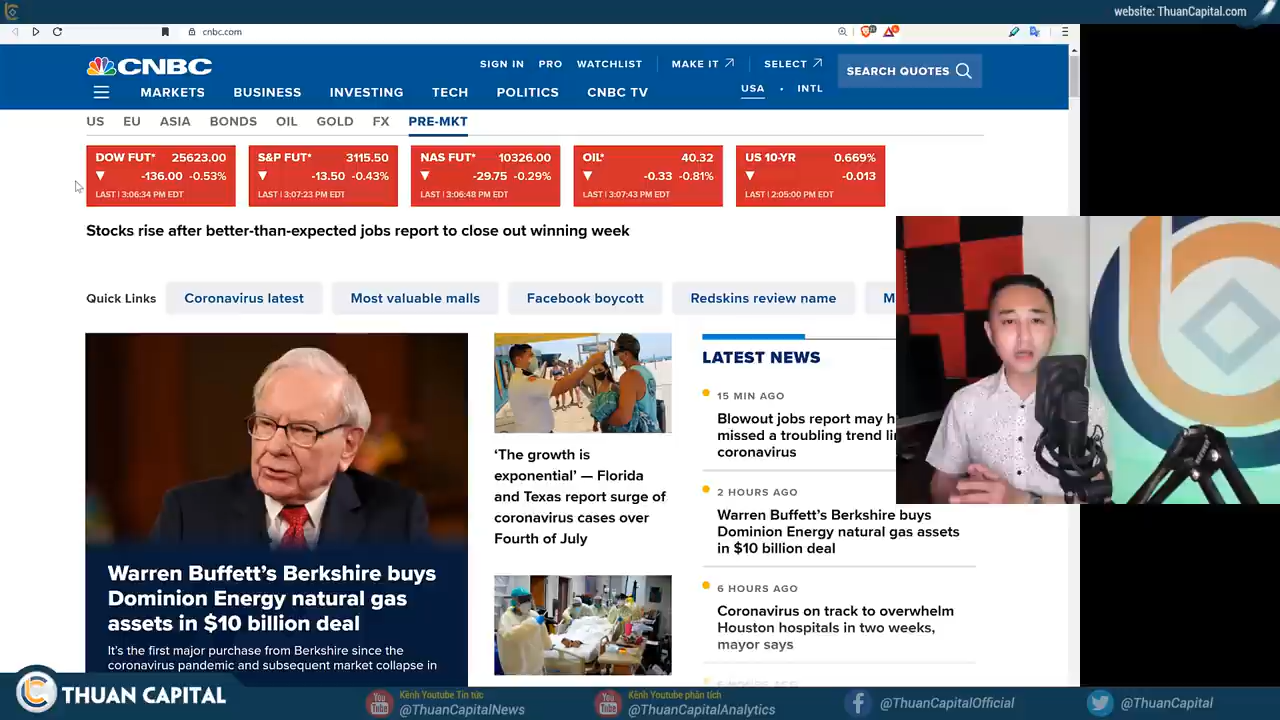 website: ThuanCapital.com
cnbc.com
CNBC
SIGN IN PRO WATCHLIST MAKE IT SELECT
SEARCH QUOTES
USA • INTL
MARKETS BUSINESS INVESTING TECH POLITICS CNBC TV
US EU ASIA BONDS OIL GOLD FX PRE-MKT
DOW FUT* 25623.00
-136.00 -0.53%
LAST | 3:06:34 PM EDT
S&P FUT* 3115.50
-13.50 -0.43%
LAST | 3:07:23 PM EDT
NAS FUT* 10326.00
-29.75 -0.29%
LAST | 3:06:48 PM EDT
OIL* 40.32
-0.33 -0.81%
LAST | 3:07:43 PM EDT
US 10-YR 0.669%
-0.013
LAST | 2:05:00 PM EDT
Stocks rise after better-than-expected jobs report to close out winning week
Quick Links Coronavirus latest Most valuable malls Facebook boycott Redskins review name M
Warren Buffett’s Berkshire buys
Dominion Energy natural gas
assets in $10 billion deal
It’s the first major purchase from Berkshire since the
coronavirus pandemic and subsequent market collapse in
‘The growth is
exponential’ — Florida
and Texas report surge of
coronavirus cases over
Fourth of July
LATEST NEWS
15 MIN AGO
Blowout jobs report may h
missed a troubling trend li
coronavirus
2 HOURS AGO
Warren Buffett’s Berkshire buys
Dominion Energy natural gas
assets in $10 billion deal
6 HOURS AGO
Coronavirus on track to overwhelm
Houston hospitals in two weeks,
mayor says
THUAN CAPITAL
Kênh Youtube Tin tức
@ThuanCapitalNews
Kênh Youtube phân tích
@ThuanCapitalAnalytics
@ThuanCapitalOfficial
@ThuanCapital